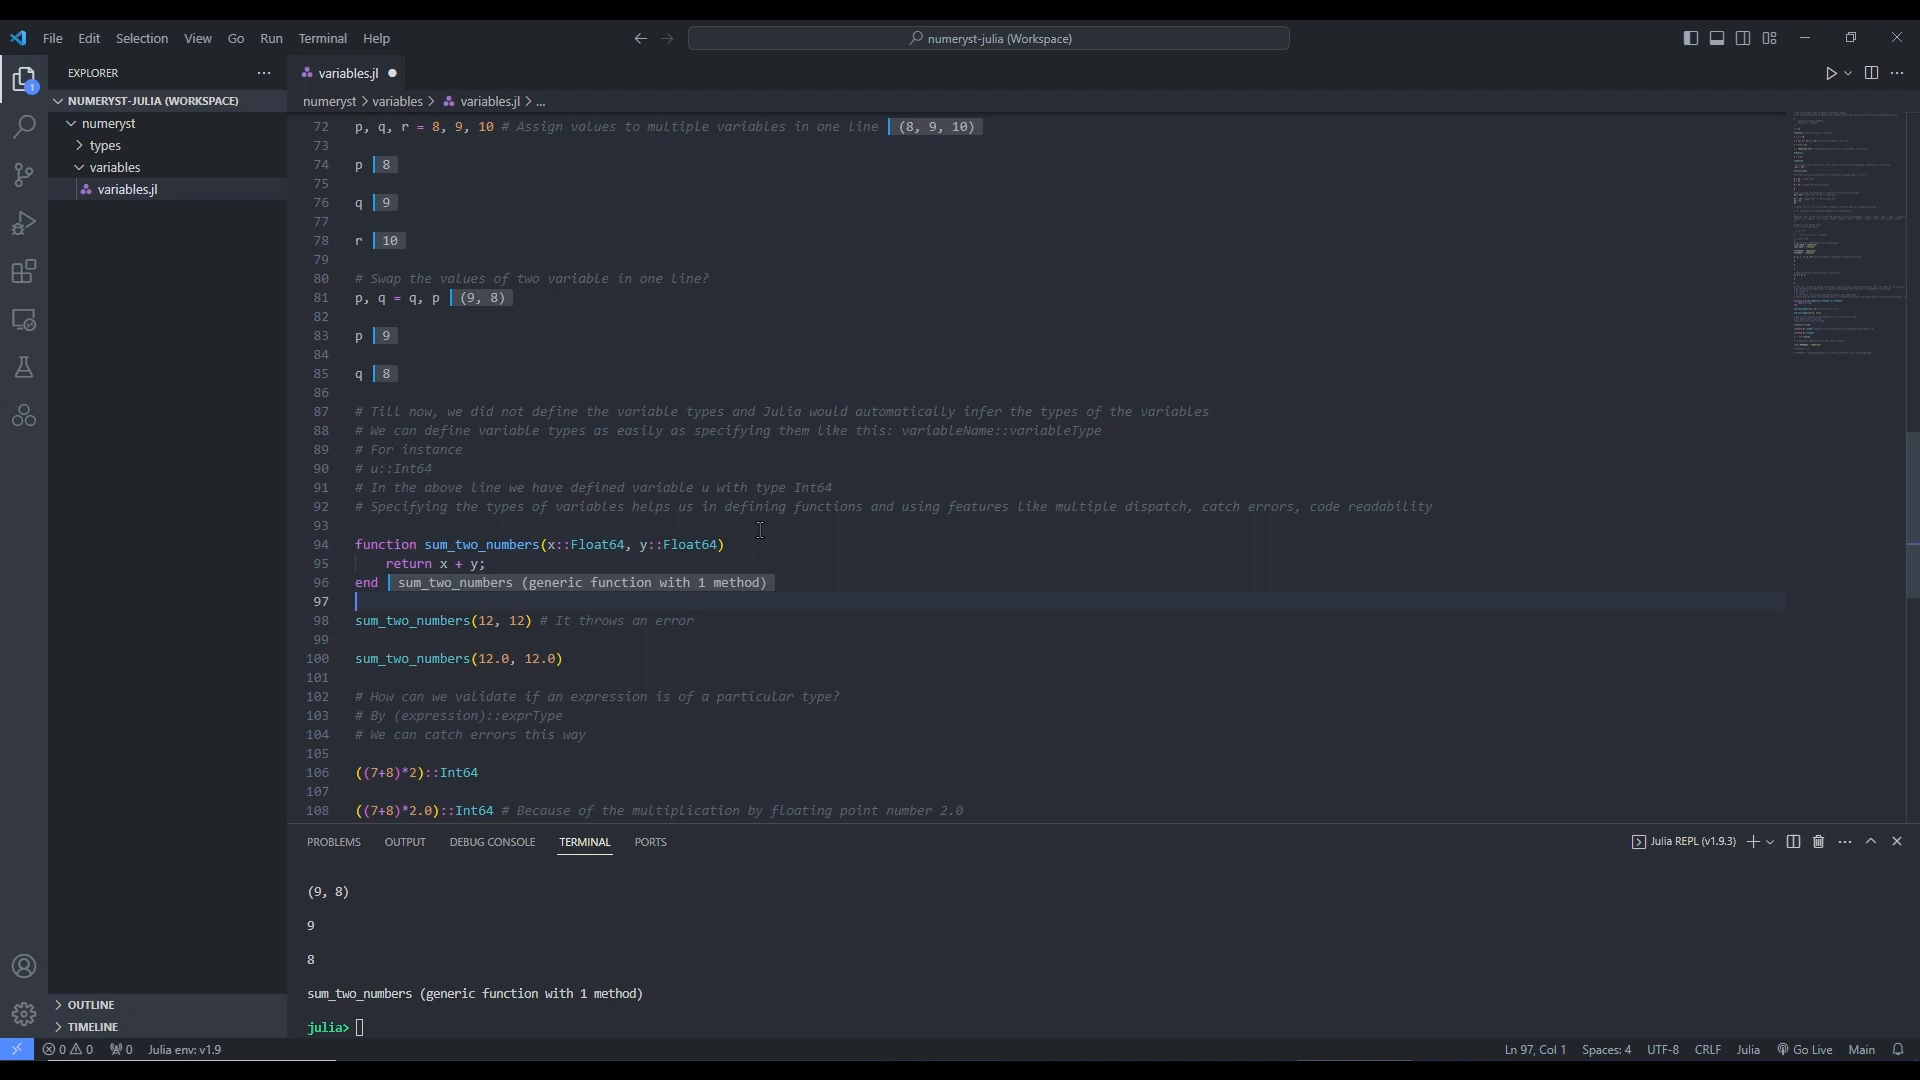 File Edit Selection View Go Run Terminal Help
numeryst-julia (Workspace)
EXPLORER
variables.jl
NUMERYST-JULIA (WORKSPACE)
numeryst > variables > variables.jl > ...
numeryst
types
variables
variables.jl
1
72 p, q, r = 8, 9, 10 # Assign values to multiple variables in one line (8, 9, 10)
73
74 p 8
75
76 q 9
77
78 r 10
79
80 # Swap the values of two variable in one line?
81 p, q = q, p (9, 8)
82
83 p 9
84
85 q 8
86
87 # Till now, we did not define the variable types and Julia would automatically infer the types of the variables
88 # We can define variable types as easily as specifying them like this: variableName::variableType
89 # For instance
90 # u::Int64
91 # In the above line we have defined variable u with type Int64
92 # Specifying the types of variables helps us in defining functions and using features like multiple dispatch, catch errors, code readability
93
94 function sum_two_numbers(x::Float64, y::Float64)
95 return x + y;
96 end sum_two_numbers (generic function with 1 method)
97
98 sum_two_numbers(12, 12) # It throws an error
99
100 sum_two_numbers(12.0, 12.0)
101
102 # How can we validate if an expression is of a particular type?
103 # By (expression)::exprType
104 # We can catch errors this way
105
106 ((7+8)*2)::Int64
107
108 ((7+8)*2.0)::Int64 # Because of the multiplication by floating point number 2.0
PROBLEMS OUTPUT DEBUG CONSOLE TERMINAL PORTS
Julia REPL (v1.9.3)
(9, 8)
9
8
sum_two_numbers (generic function with 1 method)
julia>
OUTLINE
TIMELINE
0 0 0 Julia env: v1.9
Ln 97, Col 1 Spaces: 4 UTF-8 CRLF Julia Go Live Main